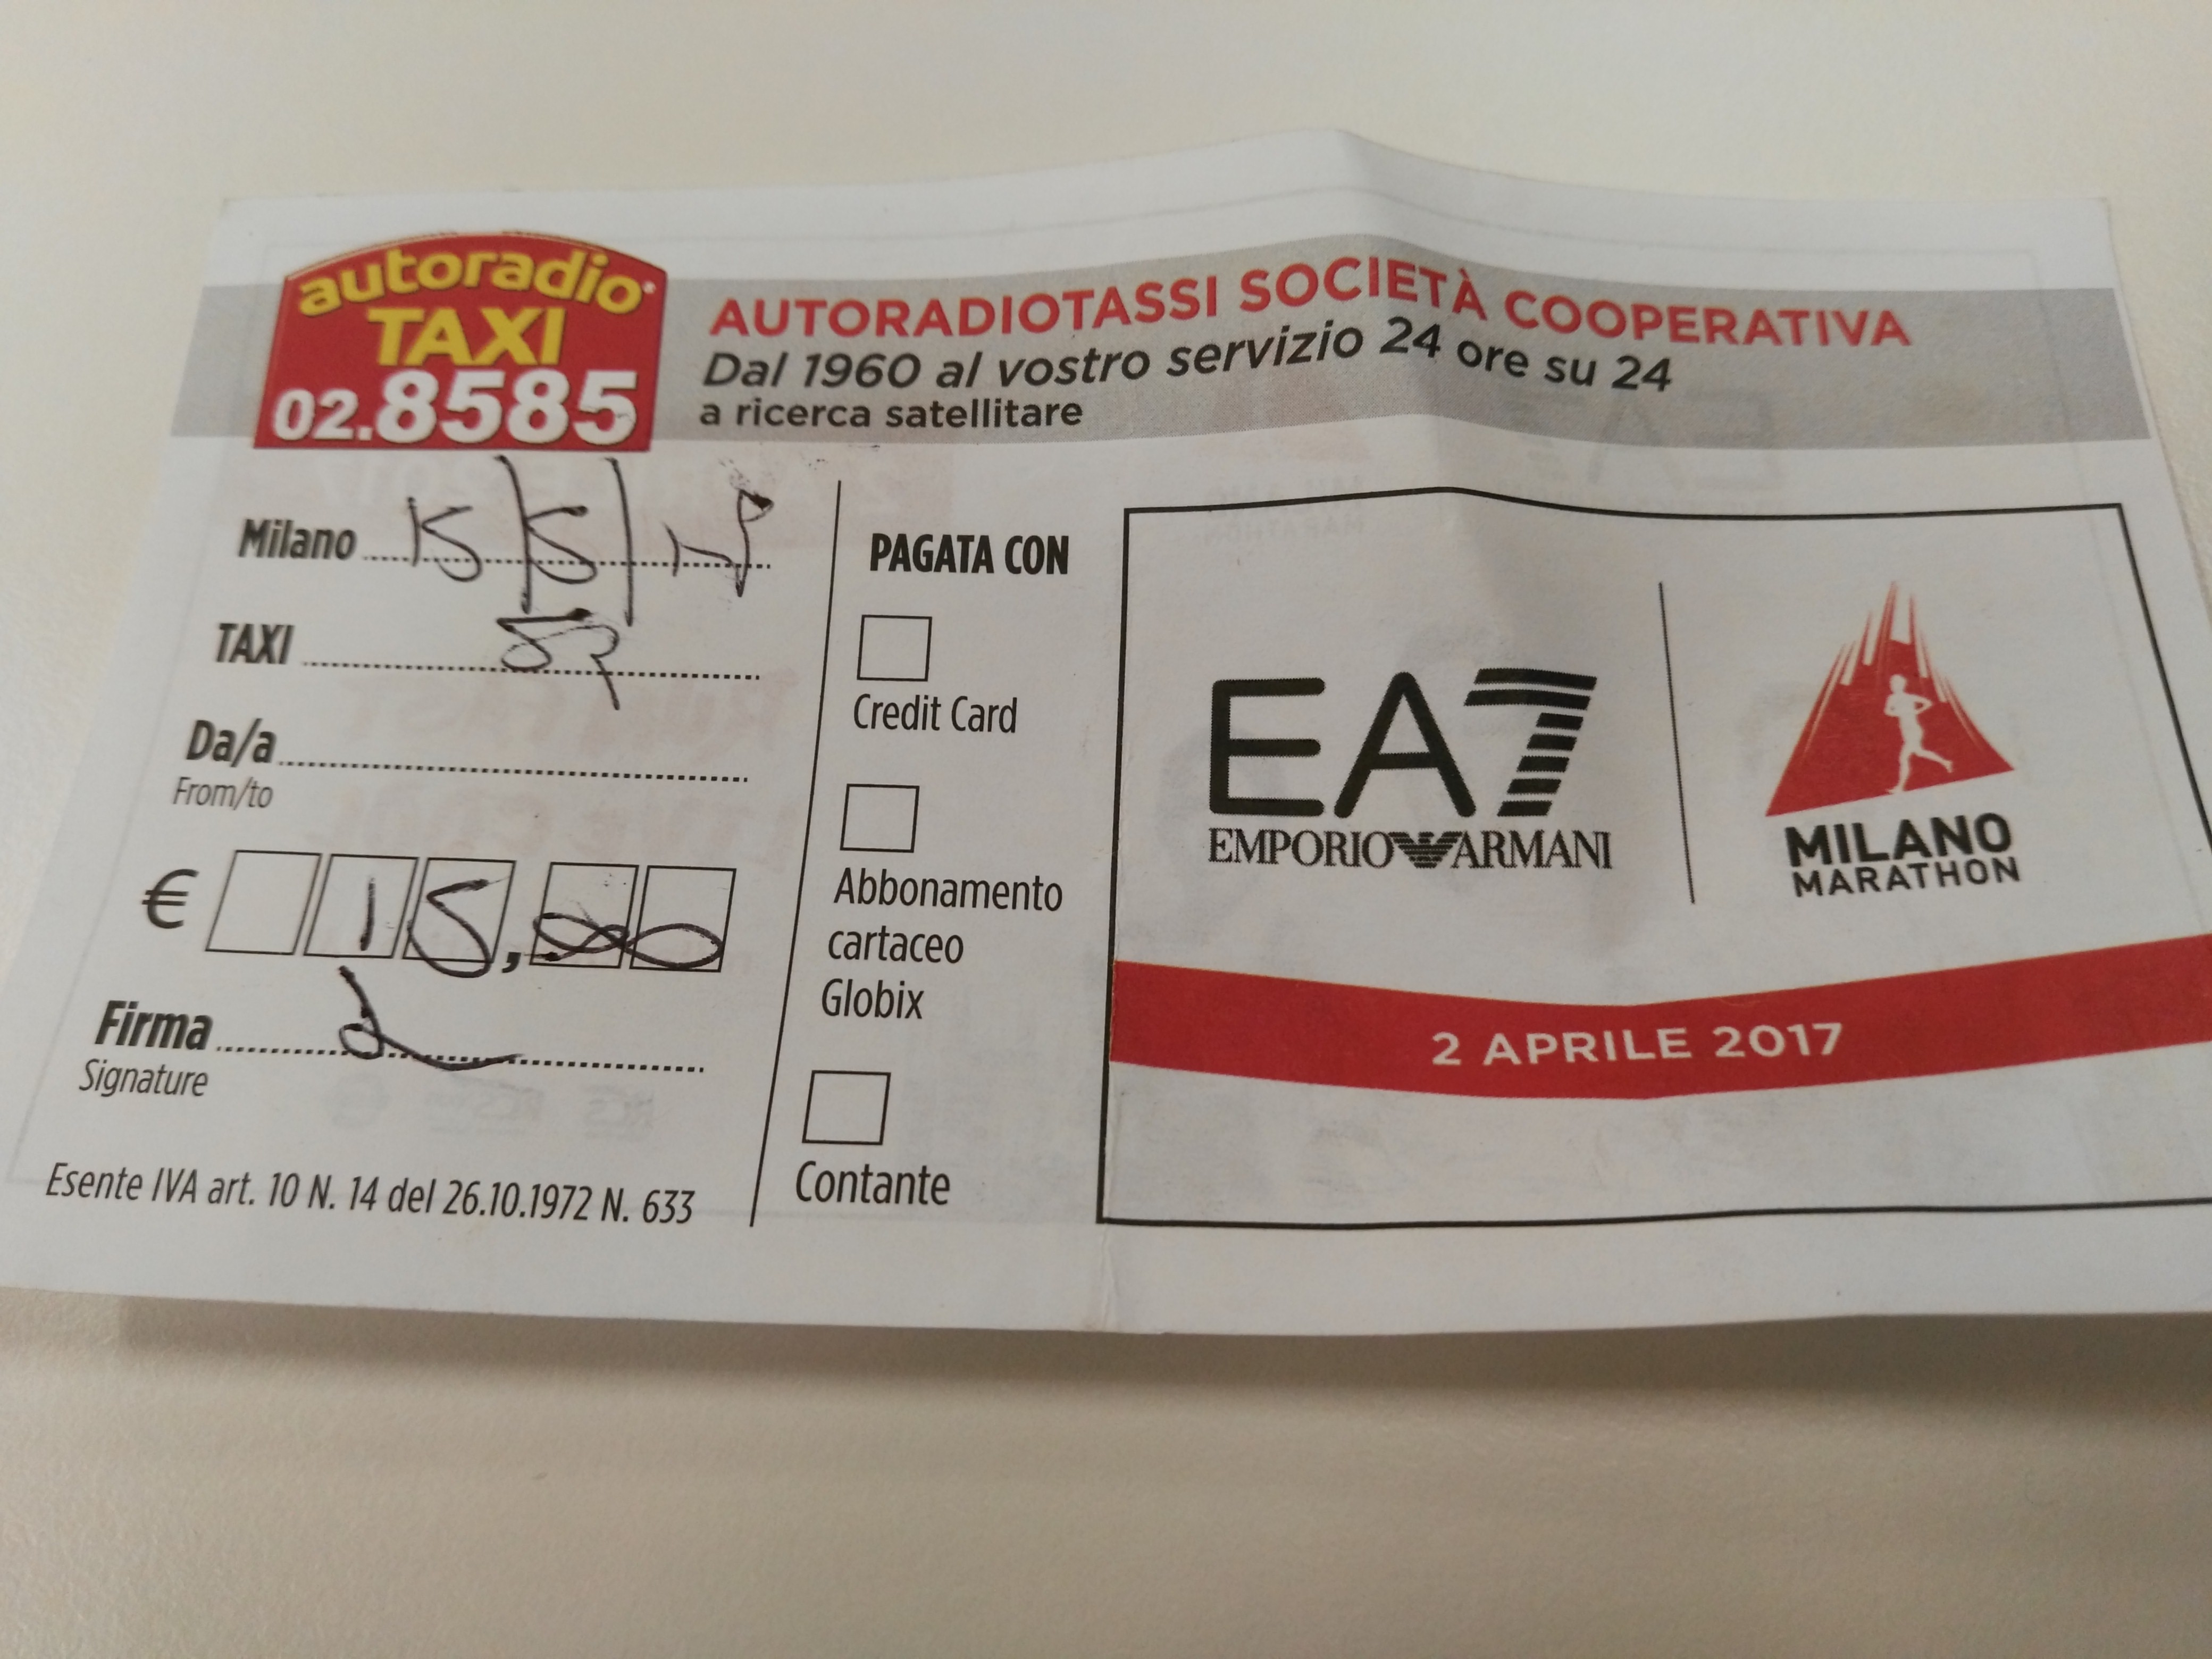 autoradio
TAXI
02.8585
AUTORADIOTASSI SOCIETÀ COOPERATIVA
Dal 1960 al vostro servizio 24 ore su 24
a ricerca satellitare
Milano 15/5/17
TAXI 57
Da/a
From/to
€ 15,00
Firma
Signature
Esente IVA art. 10 N. 14 del 26.10.1972 N. 633
PAGATA CON
Credit Card
Abbonamento
cartaceo
Globix
Contante
EA7
EMPORIO ARMANI
MILANO
MARATHON
2 APRILE 2017